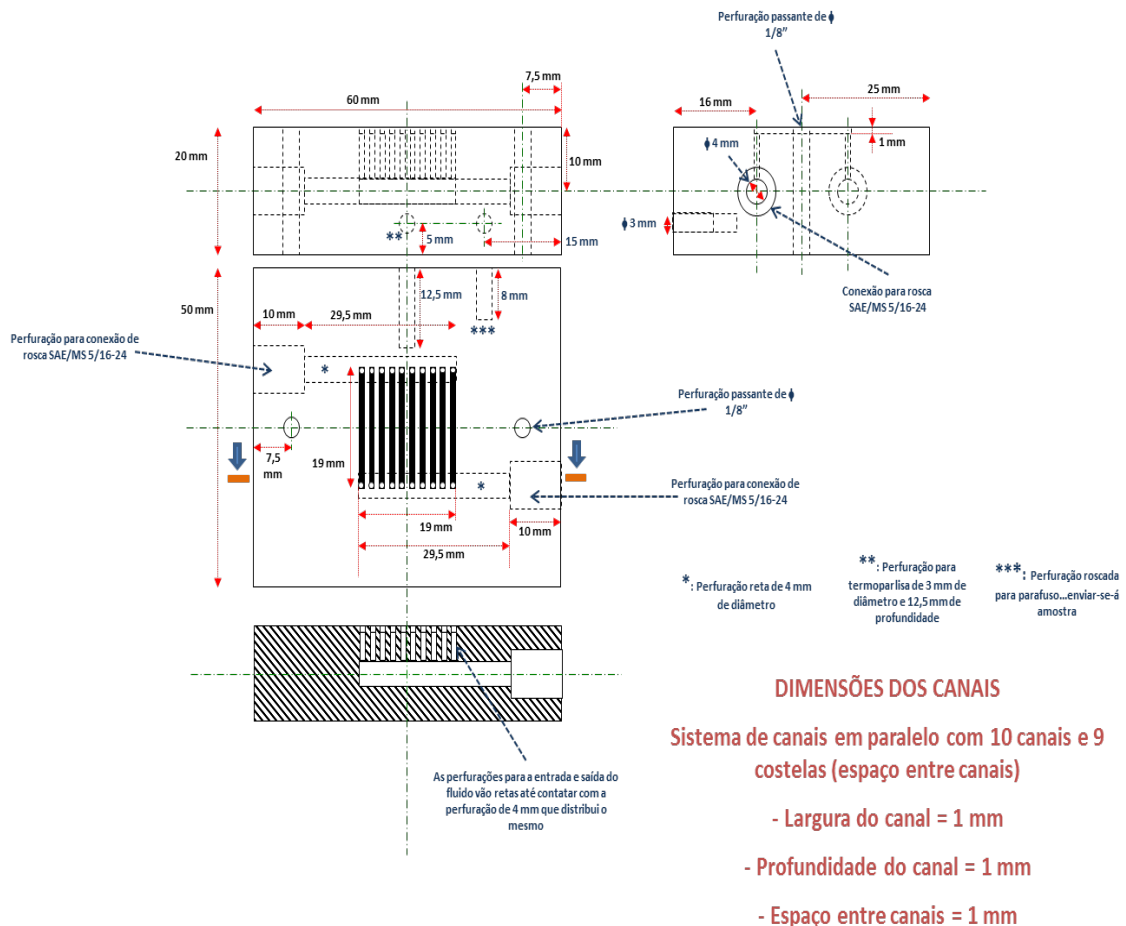 Perfuração passante de ϕ
1/8”
7,5 mm
60 mm
16 mm
25 mm
20 mm
10 mm
1 mm
ϕ 4 mm
ϕ 3 mm
**
5 mm
15 mm
Conexão para rosca
SAE/MS 5/16-24
50 mm
12,5 mm
8 mm
***
10 mm
29,5 mm
Perfuração para conexão de
rosca SAE/MS 5/16-24
*
Perfuração passante de ϕ
1/8”
7,5
mm
19 mm
*
Perfuração para conexão de
rosca SAE/MS 5/16-24
19 mm
10 mm
29,5 mm
*: Perfuração reta de 4 mm
de diâmetro
**: Perfuração para
termoparlisa de 3 mm de
diâmetro e 12,5 mm de
profundidade
***: Perfuração roscada
para parafuso...enviar-se-á
amostra
As perfurações para a entrada e saída do
fluido vão retas até contatar com a
perfuração de 4 mm que distribui o
mesmo
DIMENSÕES DOS CANAIS
Sistema de canais em paralelo com 10 canais e 9
costelas (espaço entre canais)
- Largura do canal = 1 mm
- Profundidade do canal = 1 mm
- Espaço entre canais = 1 mm